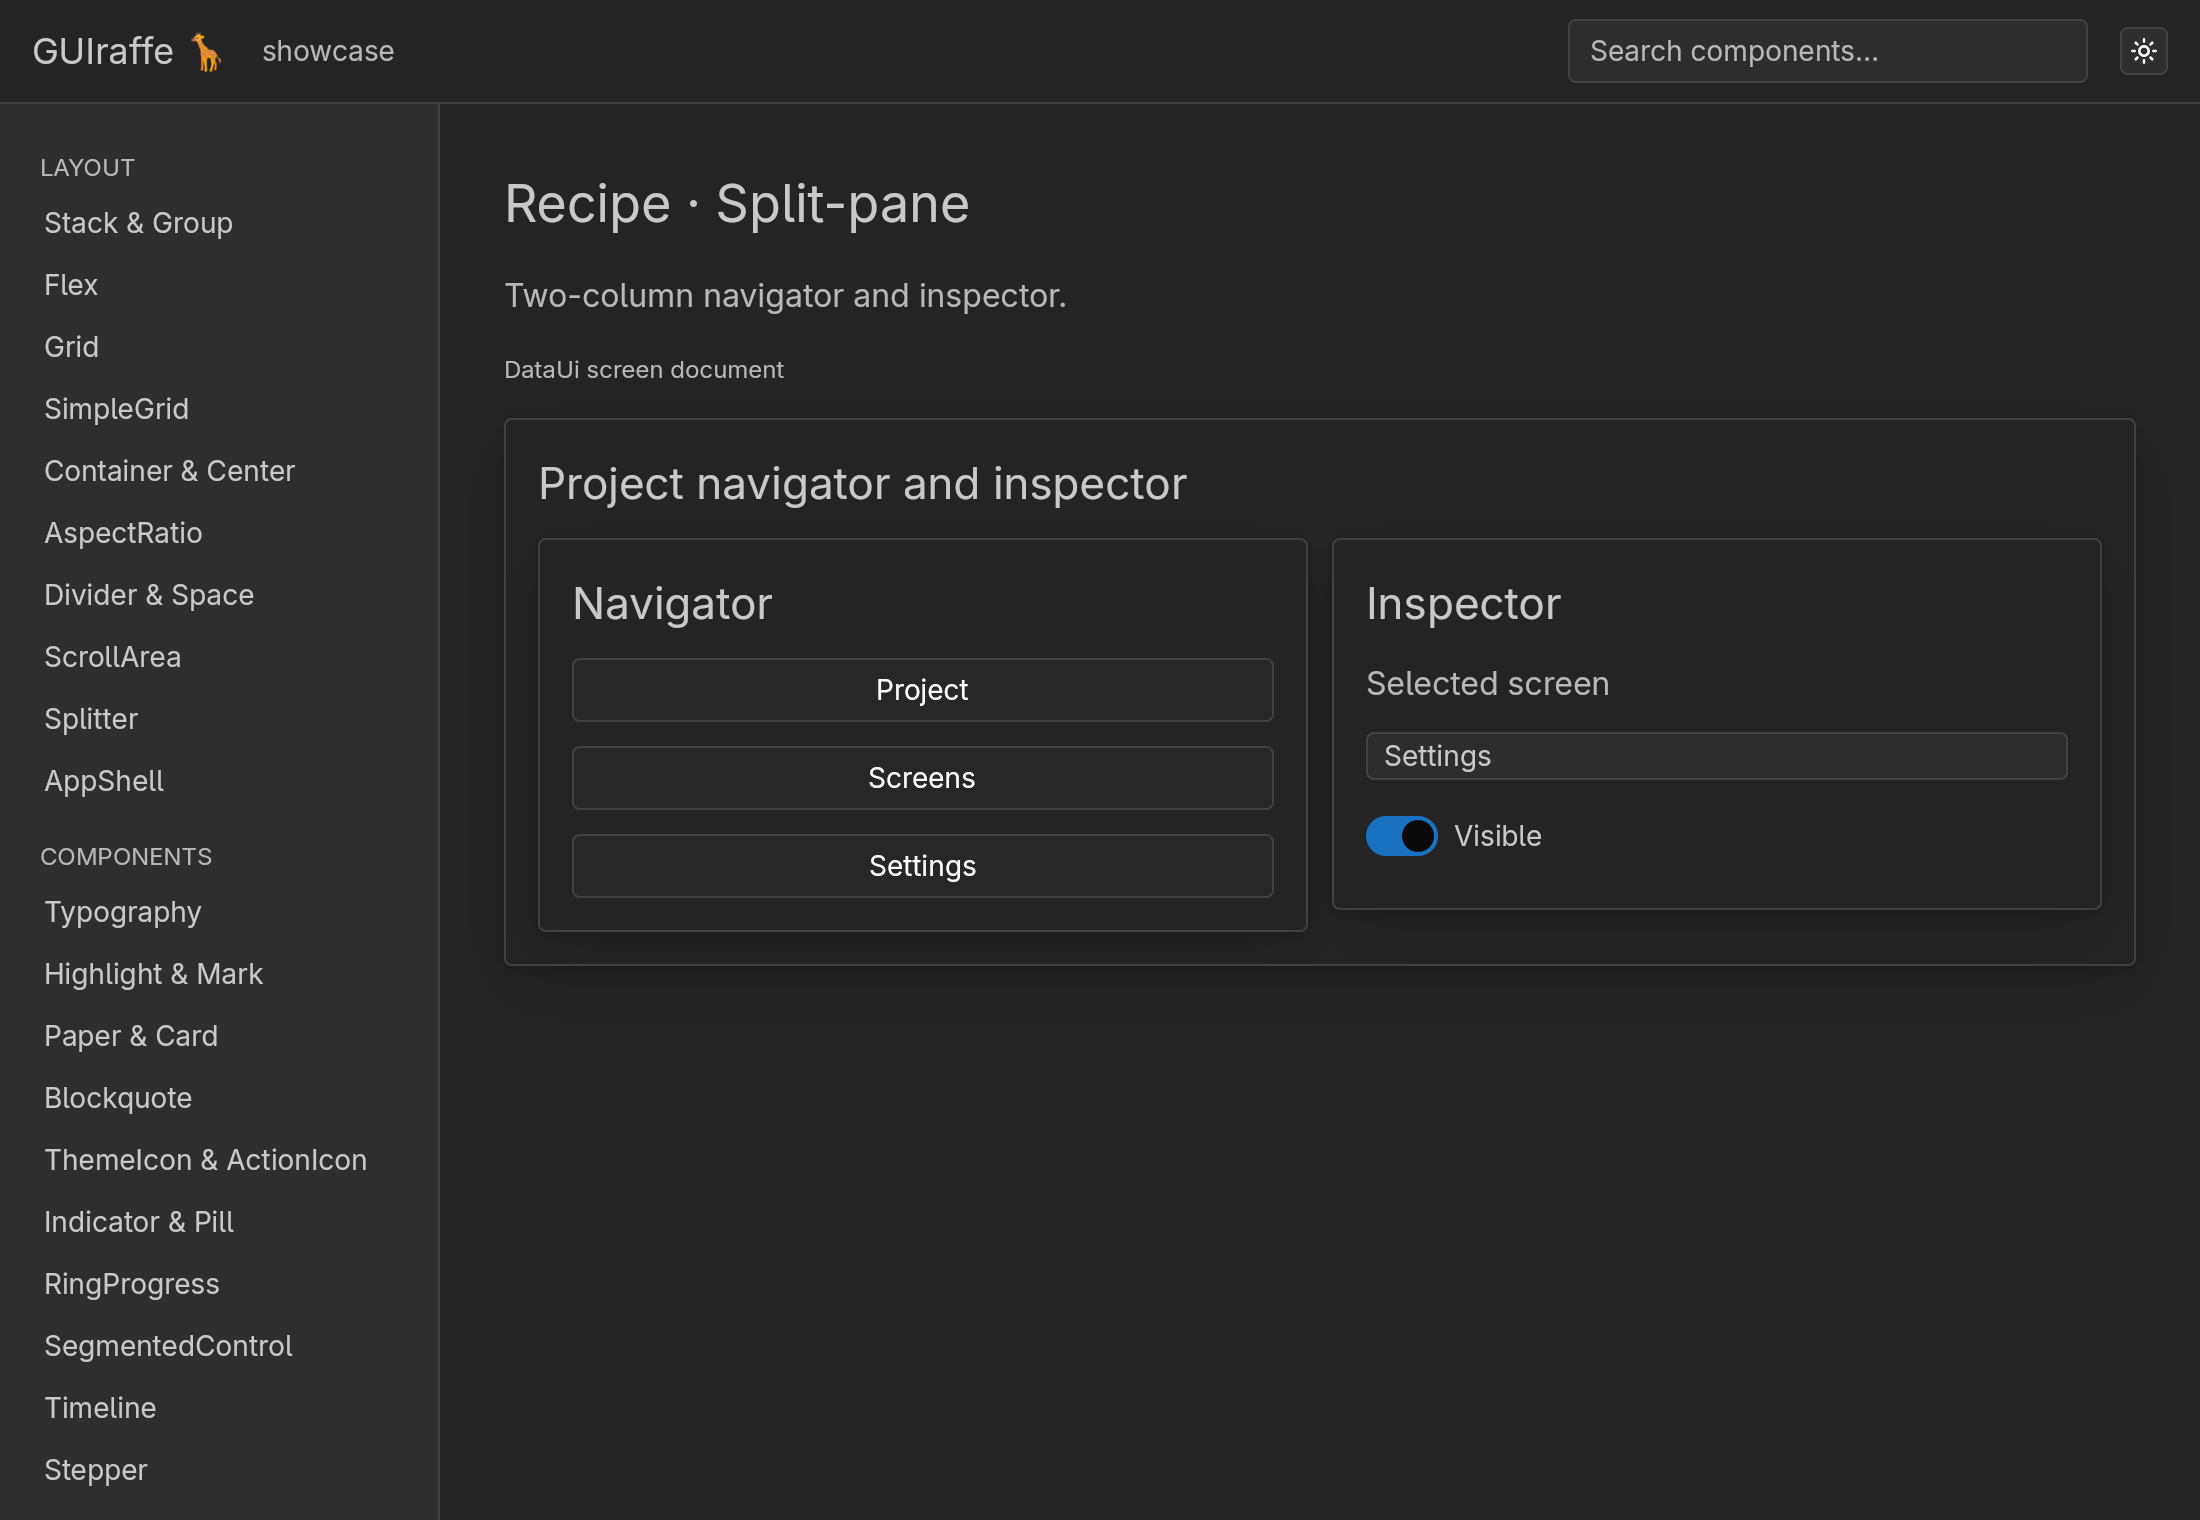 GUIraffe 🦒 showcase Search components...
LAYOUT
Stack & Group
Flex
Grid
SimpleGrid
Container & Center
AspectRatio
Divider & Space
ScrollArea
Splitter
AppShell
COMPONENTS
Typography
Highlight & Mark
Paper & Card
Blockquote
ThemeIcon & ActionIcon
Indicator & Pill
RingProgress
SegmentedControl
Timeline
Stepper
Recipe · Split-pane
Two-column navigator and inspector.
DataUi screen document
Project navigator and inspector
Navigator
Project
Screens
Settings
Inspector
Selected screen
Settings
Visible